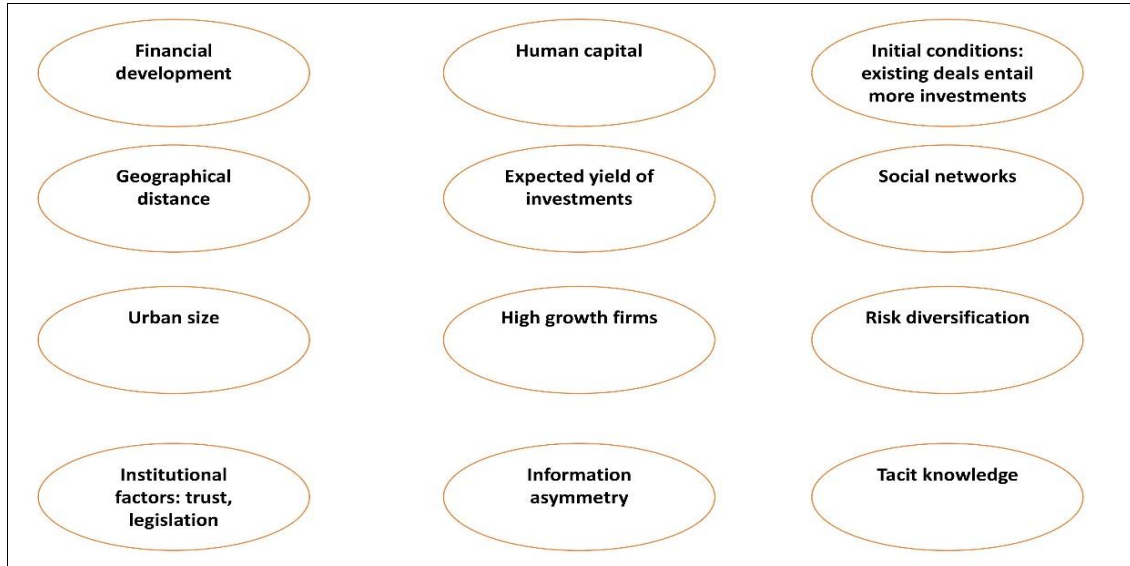 Financial
development
Human capital
Initial conditions:
existing deals entail
more investments
Geographical
distance
Expected yield of
investments
Social networks
Urban size
High growth firms
Risk diversification
Institutional
factors: trust,
legislation
Information
asymmetry
Tacit knowledge